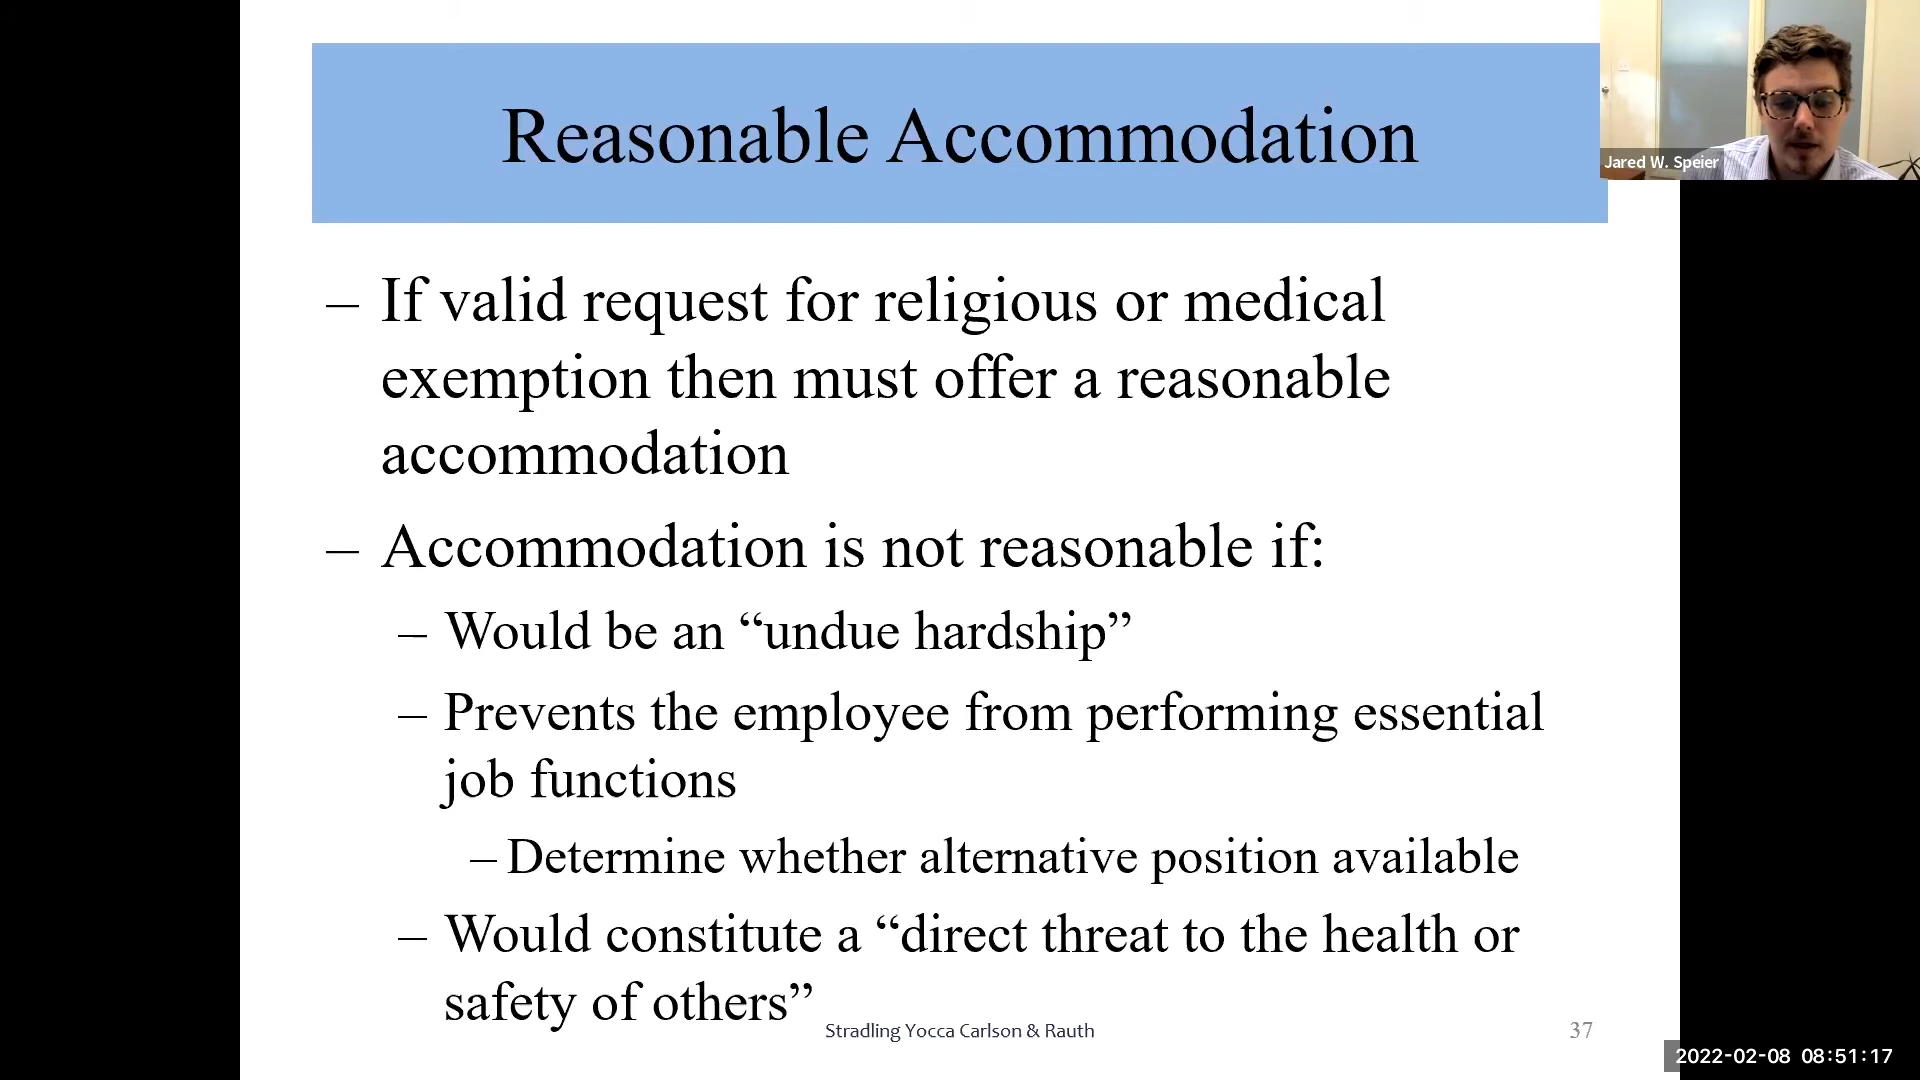 Reasonable Accommodation
Jared W. Speier
– If valid request for religious or medical
exemption then must offer a reasonable
accommodation
– Accommodation is not reasonable if:
– Would be an “undue hardship”
– Prevents the employee from performing essential
job functions
– Determine whether alternative position available
– Would constitute a “direct threat to the health or
safety of others”
Stradling Yocca Carlson & Rauth
37
2022-02-08 08:51:17